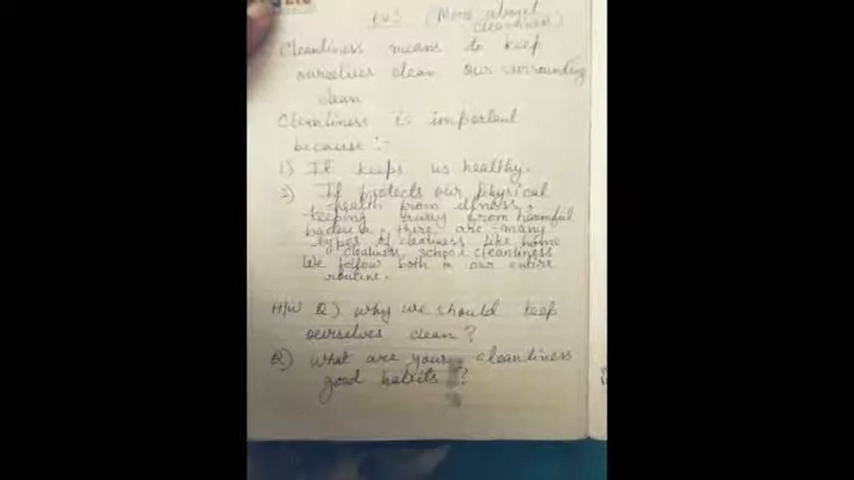 (More about
cleanliness)
Cleanliness means to keep
ourselves clean our surrounding
clean
Cleanliness is important
because :-
1) It keeps us healthy.
2) It protects our physical
health from illness.
keeping away from harmful
bacteria. there are many
types of cleanliness like home
cleanliness, school cleanliness
We follow both in our entire
routine.
H/W Q) why we should keep
ourselves clean?
Q) what are your cleanliness
good habits ?